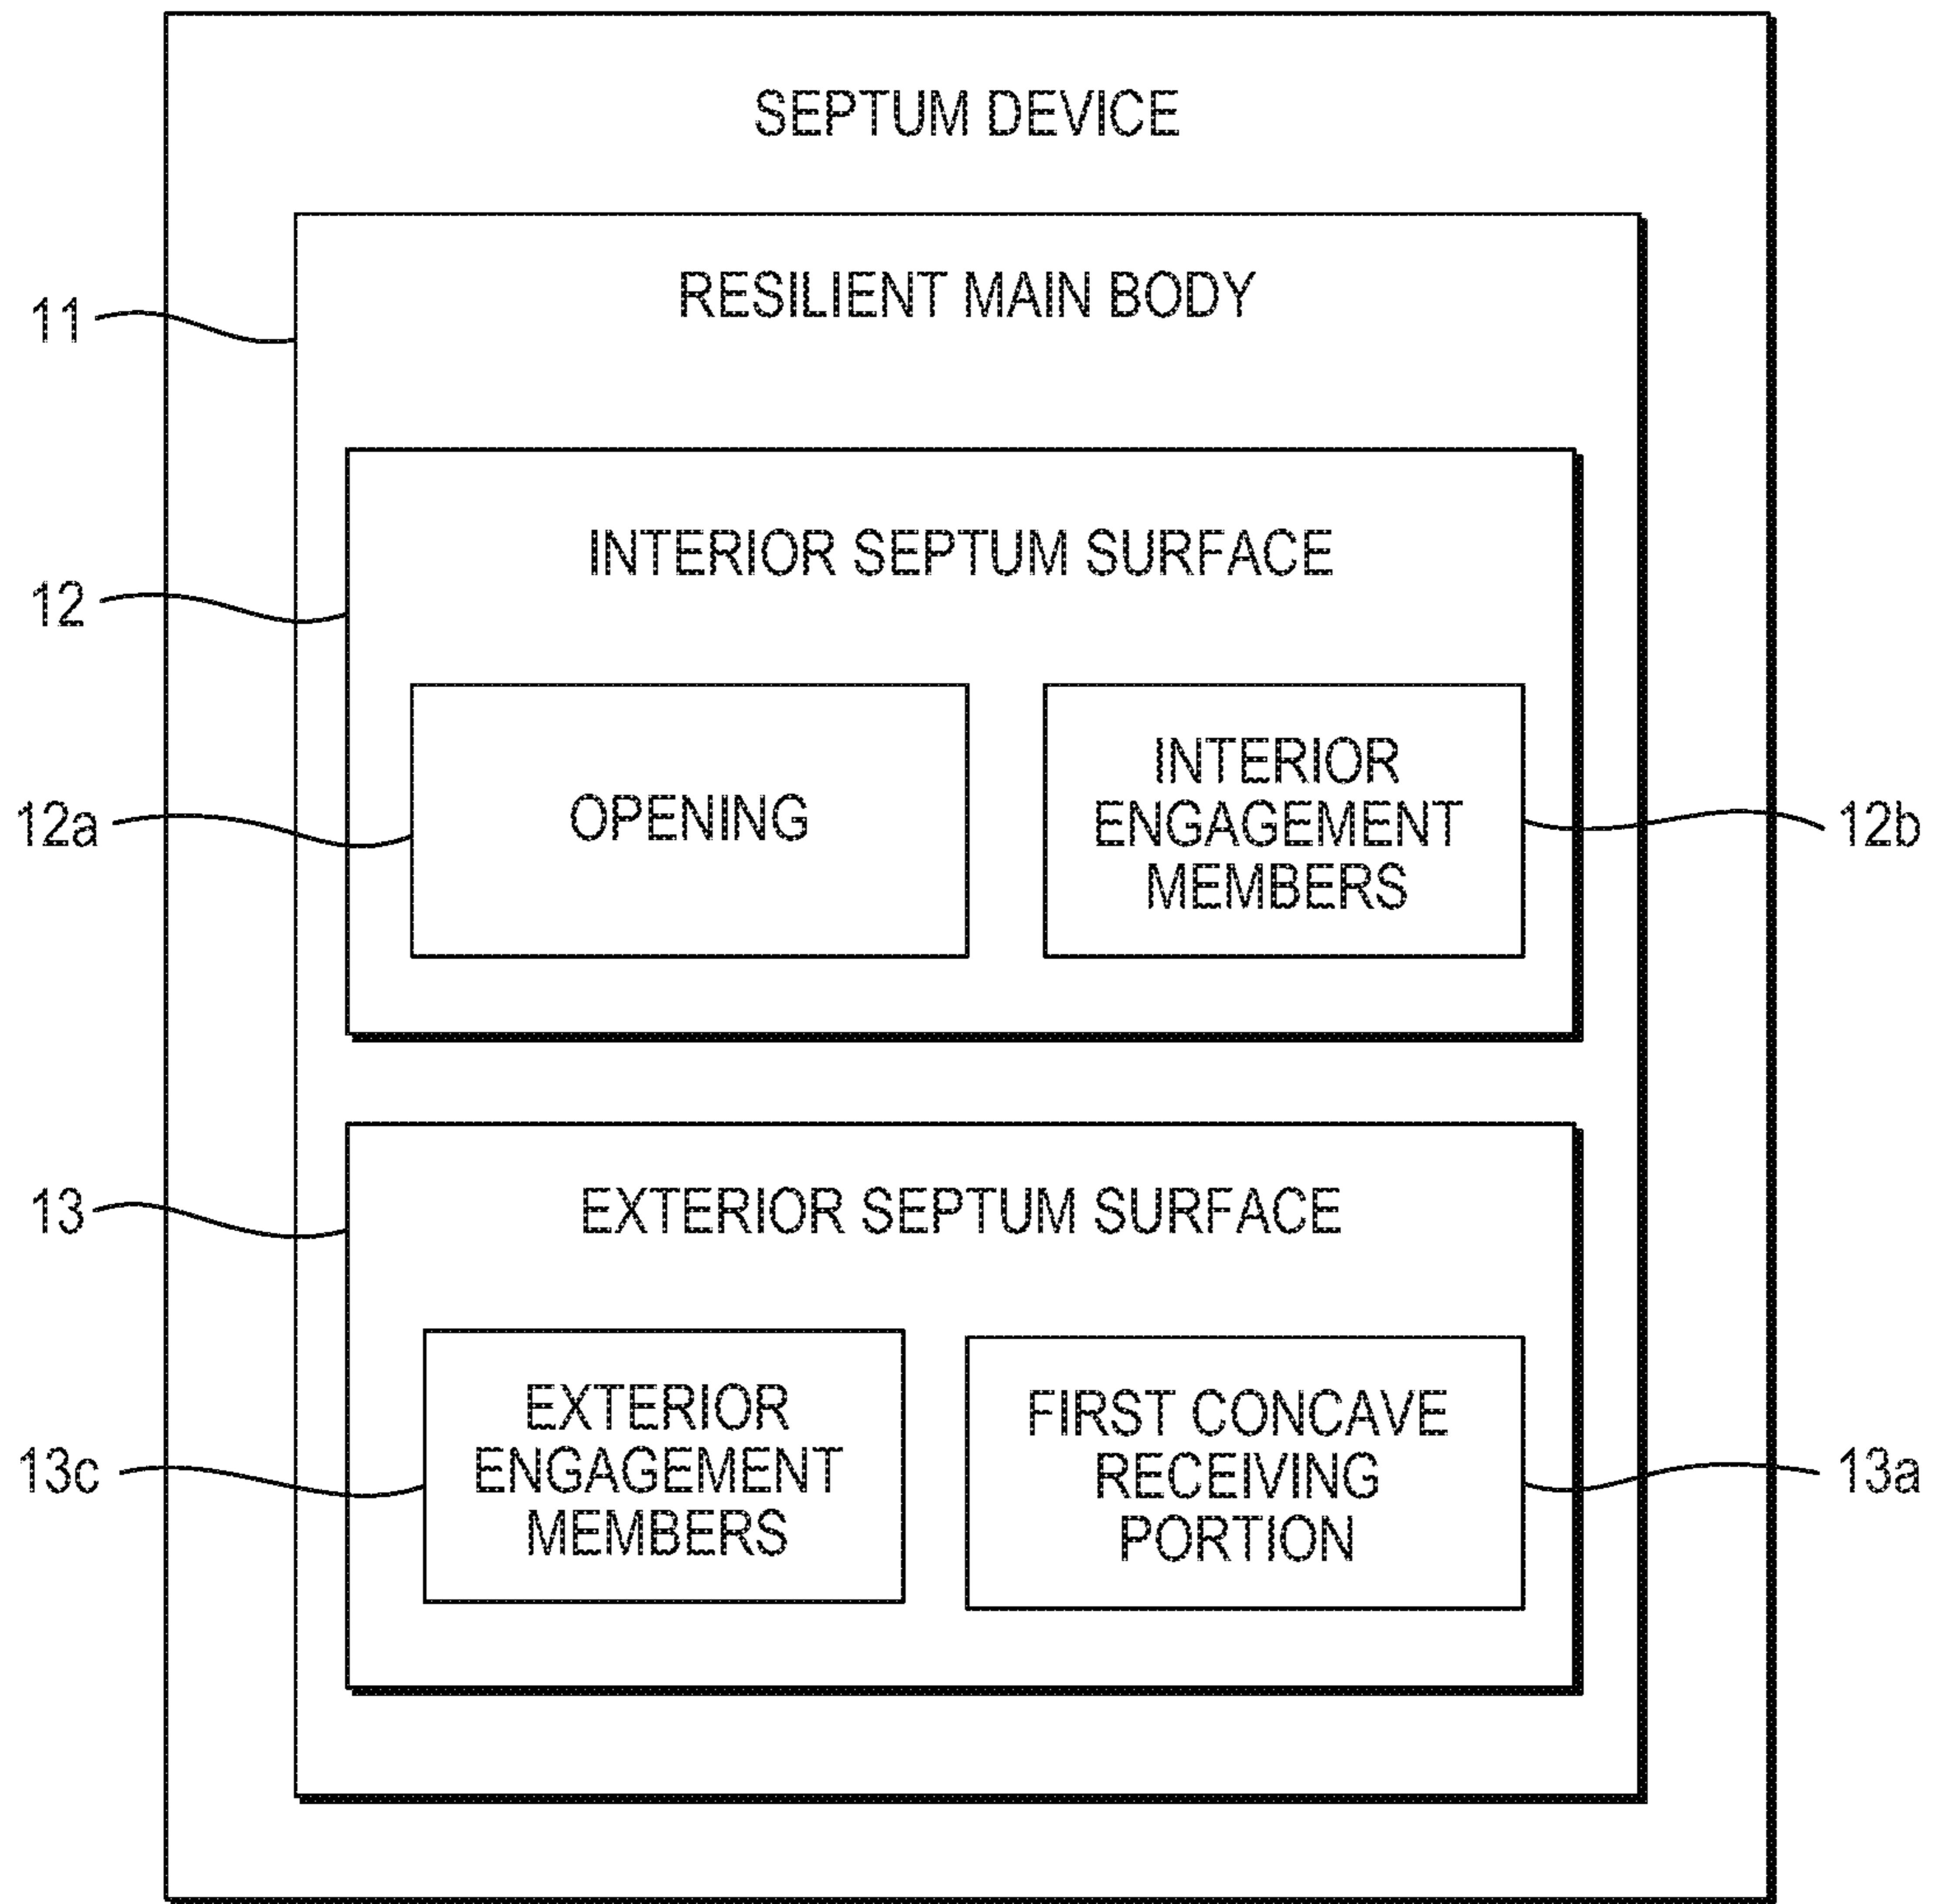 SEPTUM DEVICE
RESILIENT MAIN BODY
11
INTERIOR SEPTUM SURFACE
12
OPENING
12a
INTERIOR
ENGAGEMENT
MEMBERS
12b
EXTERIOR SEPTUM SURFACE
13
EXTERIOR
ENGAGEMENT
MEMBERS
13c
FIRST CONCAVE
RECEIVING
PORTION
13a